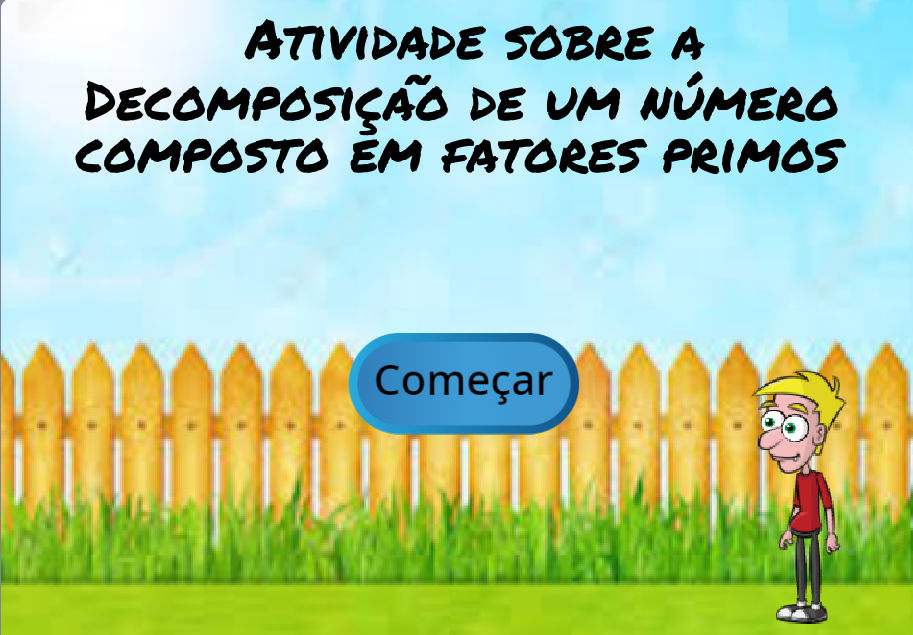 Atividade sobre a
Decomposição de um número
composto em fatores primos
Começar